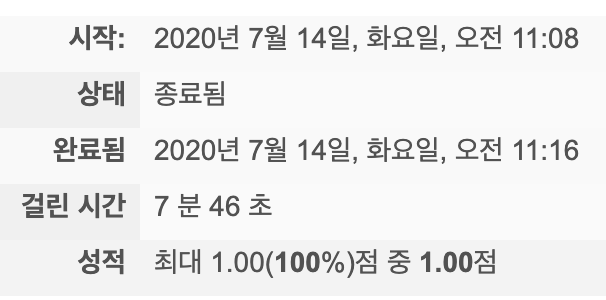 시작: 2020년 7월 14일, 화요일, 오전 11:08
상태 종료됨
완료됨 2020년 7월 14일, 화요일, 오전 11:16
걸린 시간 7 분 46 초
성적 최대 1.00(100%)점 중 1.00점